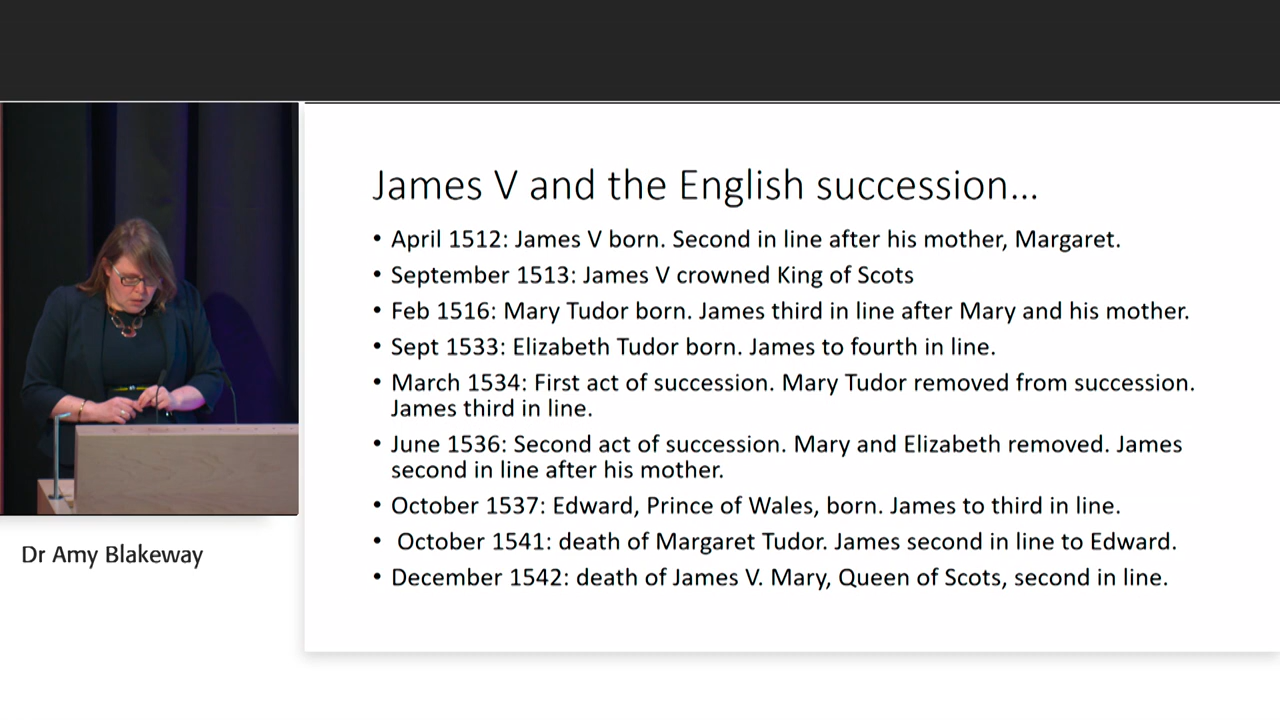 James V and the English succession...
• April 1512: James V born. Second in line after his mother, Margaret.
• September 1513: James V crowned King of Scots
• Feb 1516: Mary Tudor born. James third in line after Mary and his mother.
• Sept 1533: Elizabeth Tudor born. James to fourth in line.
• March 1534: First act of succession. Mary Tudor removed from succession.
James third in line.
• June 1536: Second act of succession. Mary and Elizabeth removed. James
second in line after his mother.
• October 1537: Edward, Prince of Wales, born. James to third in line.
• October 1541: death of Margaret Tudor. James second in line to Edward.
• December 1542: death of James V. Mary, Queen of Scots, second in line.
Dr Amy Blakeway